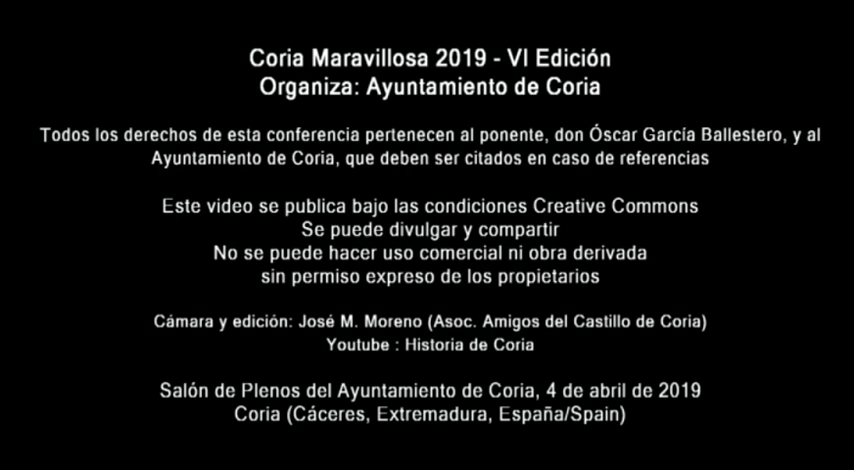 Coria Maravillosa 2019 - VI Edición
Organiza: Ayuntamiento de Coria
Todos los derechos de esta conferencia pertenecen al ponente, don Óscar García Ballestero, y al
Ayuntamiento de Coria, que deben ser citados en caso de referencias
Este video se publica bajo las condiciones Creative Commons
Se puede divulgar y compartir
No se puede hacer uso comercial ni obra derivada
sin permiso expreso de los propietarios
Cámara y edición: José M. Moreno (Asoc. Amigos del Castillo de Coria)
Youtube : Historia de Coria
Salón de Plenos del Ayuntamiento de Coria, 4 de abril de 2019
Coria (Cáceres, Extremadura, España/Spain)